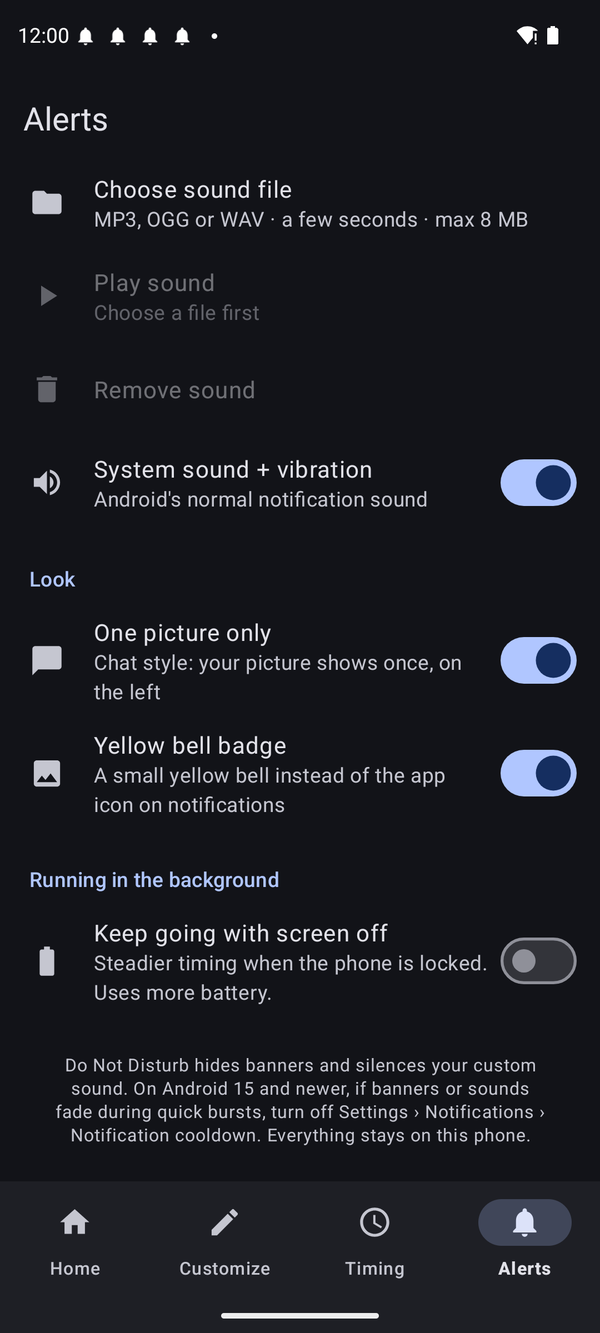 12:00
Alerts
Choose sound file
MP3, OGG or WAV · a few seconds · max 8 MB
Play sound
Choose a file first
Remove sound
System sound + vibration
Android's normal notification sound
Look
One picture only
Chat style: your picture shows once, on
the left
Yellow bell badge
A small yellow bell instead of the app
icon on notifications
Running in the background
Keep going with screen off
Steadier timing when the phone is locked.
Uses more battery.
Do Not Disturb hides banners and silences your custom
sound. On Android 15 and newer, if banners or sounds
fade during quick bursts, turn off Settings › Notifications ›
Notification cooldown. Everything stays on this phone.
Home
Customize
Timing
Alerts